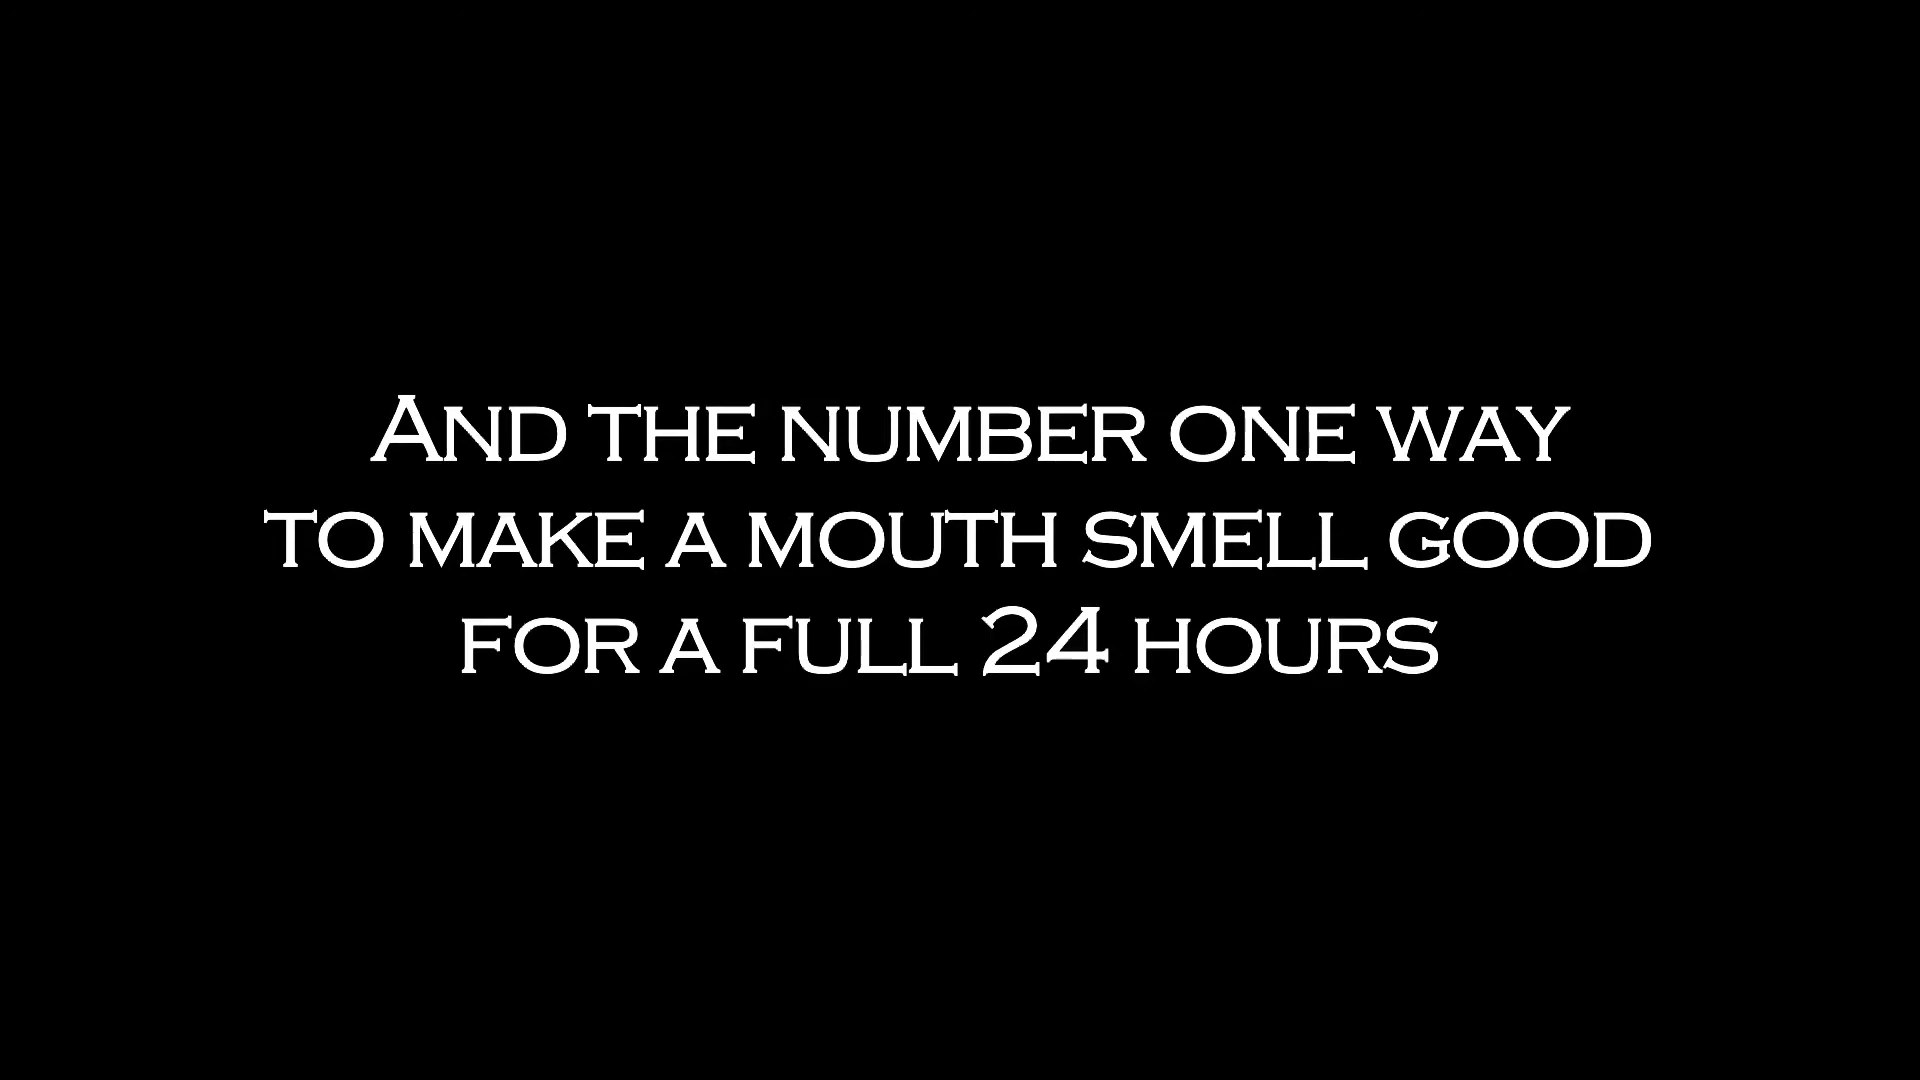 And the number one way
to make a mouth smell good
for a full 24 hours